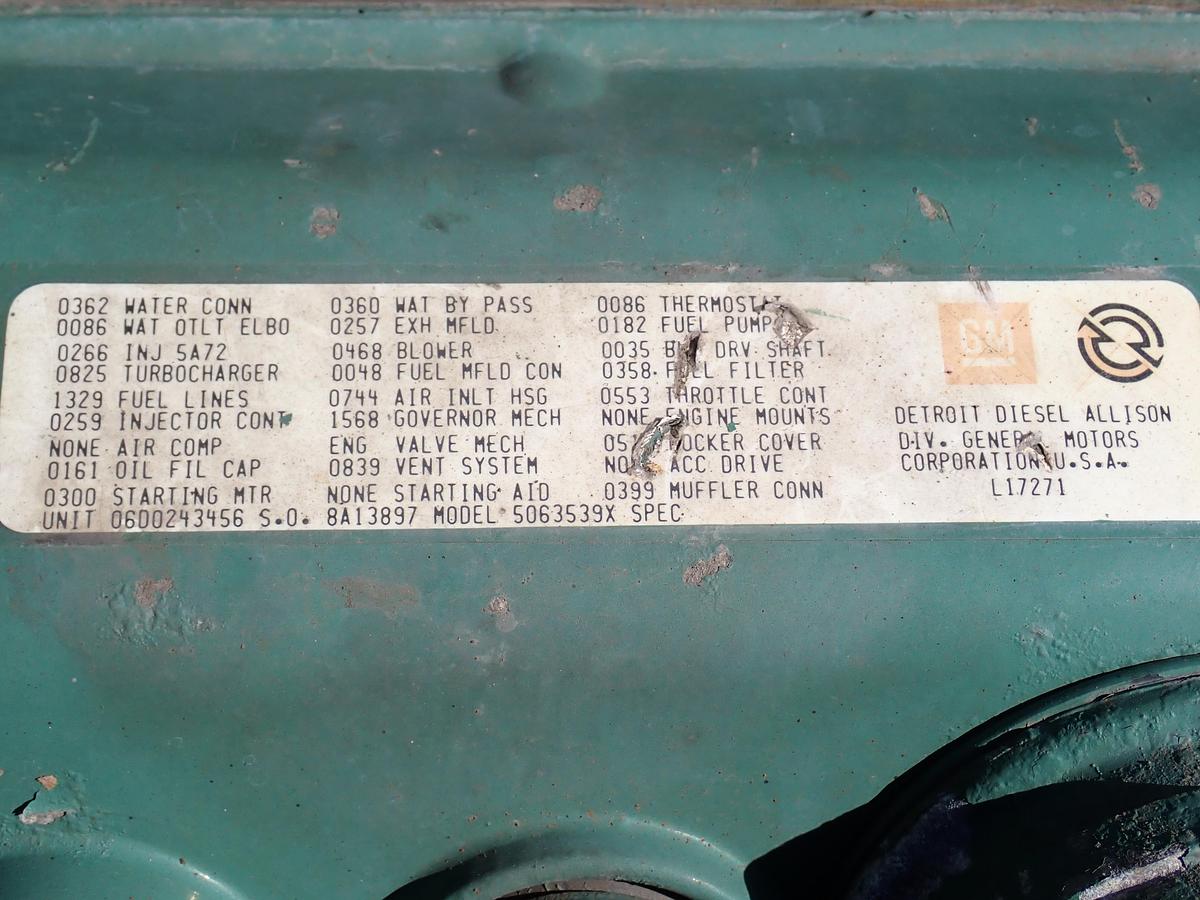 0362 WATER CONN 0360 WAT BY PASS 0086 THERMOSTAT
0086 WAT OTLT ELBO 0257 EXH MFLD 0182 FUEL PUMP
0266 INJ 5A72 0468 BLOWER 0035 DRV SHAFT
0825 TURBOCHARGER 0048 FUEL MFLD CON 0358 FILTER
1329 FUEL LINES 0744 AIR INLT HSG 0553 THROTTLE CONT
0259 INJECTOR CONT 1568 GOVERNOR MECH NONE ENGINE MOUNTS
NONE AIR COMP ENG VALVE MECH COVER
0161 OIL FIL CAP 0839 VENT SYSTEM ACC DRIVE
0300 STARTING MTR NONE STARTING AID 0399 MUFFLER CONN
UNIT 06D0243456 S.O. 8A13897 MODEL 5063539X SPEC
GM
DETROIT DIESEL ALLISON
DIV. GENERAL MOTORS
CORPORATION U.S.A.
L17271